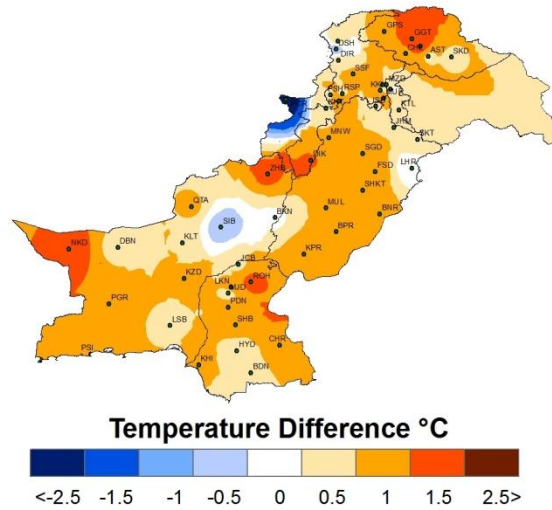 GPS
GGT
DSH
DIR
AST
SKD
SSF
MZD
KTL
PSH
RSP
JHM
MNW
SKT
DIK
SGD
ZHB
FSD
LHR
SHKT
QTA
MUL
BNR
SIB
BKN
BPR
NKD
DBN
KLT
KPR
JCB
KZD
LKN
ROH
PGR
PDN
LSB
SHB
PSI
HYD
CHR
KHI
BDN
Temperature Difference °C
<-2.5 -1.5 -1 -0.5 0 0.5 1 1.5 2.5>